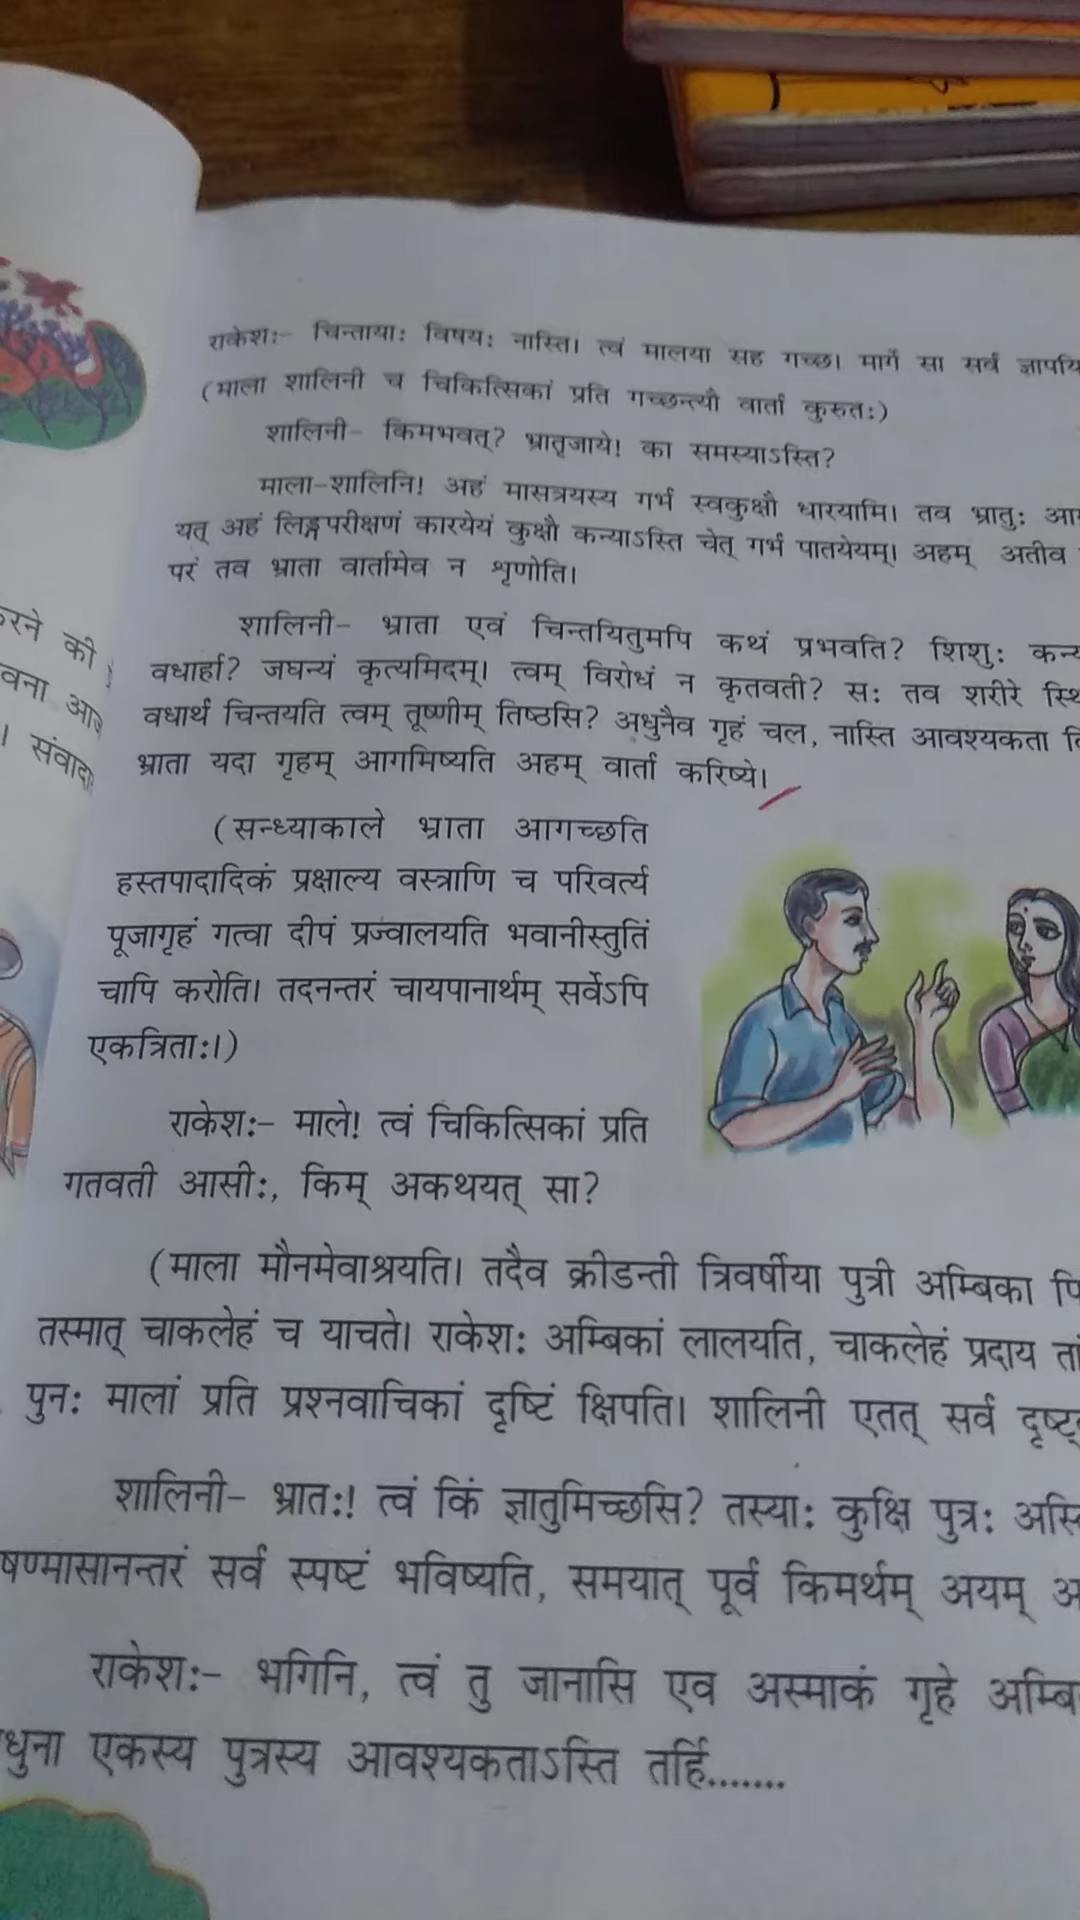 राकेशः- चिन्तायाः विषयः नास्ति। त्वं मालया सह गच्छ। मार्गे सा सर्वं
(माला शालिनी च चिकित्सिकां प्रति गच्छन्त्यौ वार्तां कुरुतः)
शालिनी- किमभवत्? भ्रातृजाये! का समस्याऽस्ति?
माला-शालिनि! अहं मासत्रयस्य गर्भं स्वकुक्षौ धारयामि। तव भ्रातुः
यत् अहं लिङ्गपरीक्षणं कारयेयं कुक्षौ कन्याऽस्ति चेत् गर्भं पातयेयम्। अहम् अतीव
परं तव भ्राता वार्तामेव न शृणोति।
शालिनी- भ्राता एवं चिन्तयितुमपि कथं प्रभवति? शिशुः
वधार्हा? जघन्यं कृत्यमिदम्। त्वम् विरोधं न कृतवती? सः तव शरीरे
वधार्थं चिन्तयति त्वम् तूष्णीम् तिष्ठसि? अधुनैव गृहं चल, नास्ति आवश्यकता
भ्राता यदा गृहम् आगमिष्यति अहम् वार्तां करिष्ये।
(सन्ध्याकाले भ्राता आगच्छति
हस्तपादादिकं प्रक्षाल्य वस्त्राणि च परिवर्त्य
पूजागृहं गत्वा दीपं प्रज्वालयति भवानीस्तुतिं
चापि करोति। तदनन्तरं चायपानार्थम् सर्वेऽपि
एकत्रिताः।)
राकेशः- माले! त्वं चिकित्सिकां प्रति
गतवती आसीः, किम् अकथयत् सा?
(माला मौनमेवाश्रयति। तदैव क्रीडन्ती त्रिवर्षीया पुत्री अम्बिका
तस्मात् चाकलेहं च याचते। राकेशः अम्बिकां लालयति, चाकलेहं प्रदाय
पुनः मालां प्रति प्रश्नवाचिकां दृष्टिं क्षिपति। शालिनी एतत् सर्वं
शालिनी- भ्रातः! त्वं किं ज्ञातुमिच्छसि? तस्याः कुक्षि पुत्रः
षण्मासानन्तरं सर्वं स्पष्टं भविष्यति, समयात् पूर्वं किमर्थम् अयम्
राकेशः- भगिनि, त्वं तु जानासि एव अस्माकं गृहे
एकस्य पुत्रस्य आवश्यकताऽस्ति तर्हि.......
रने की
संवाद